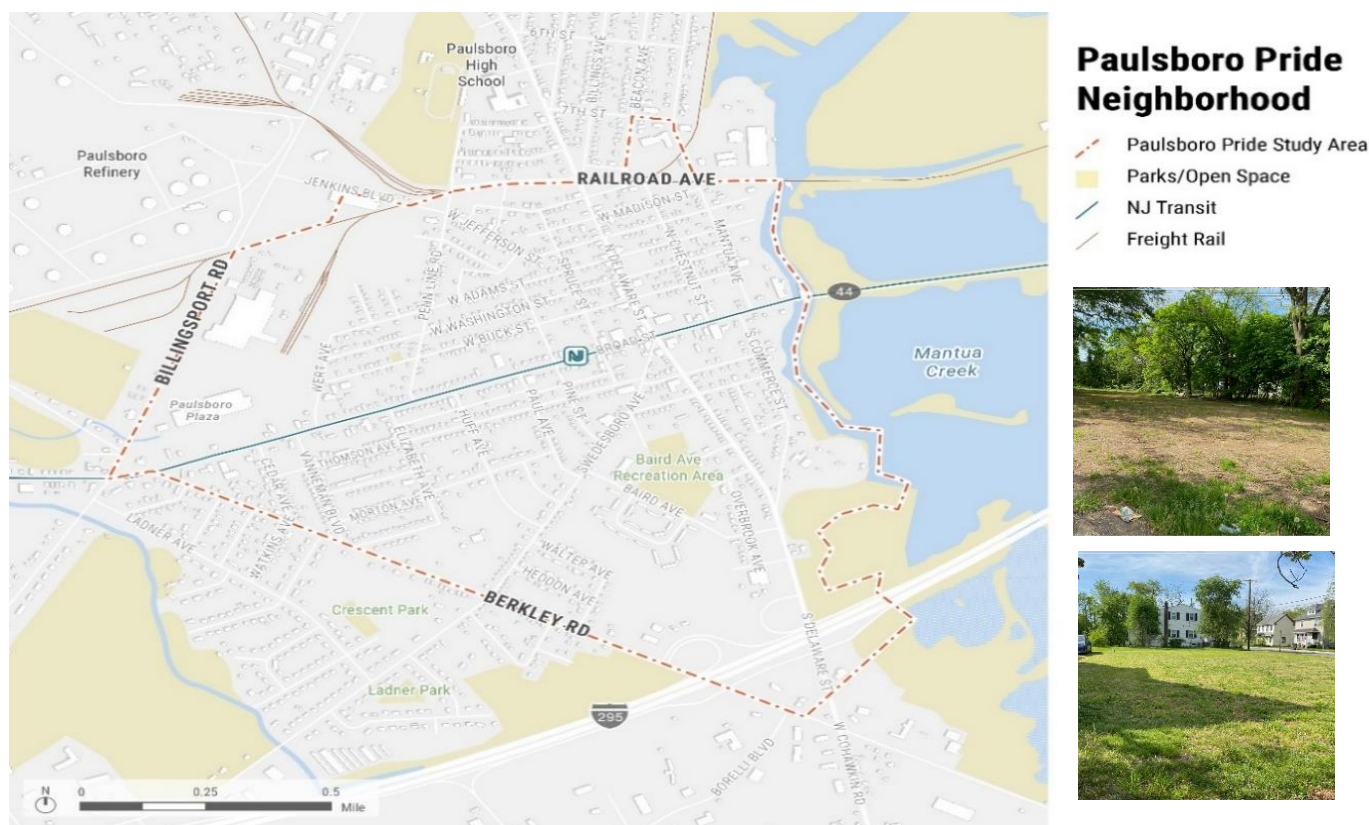 Paulsboro Pride
Neighborhood
Paulsboro Pride Study Area
Parks/Open Space
NJ Transit
Freight Rail
6TH ST
Paulsboro
High
School
BILLINGS AVE
BEACON AVE
7TH ST
Paulsboro
Refinery
JENKINS BLVD
RAILROAD AVE
W MADISON ST
W JEFFERSON ST
N DELAWARE ST
N CHESTNUT ST
MANTUA AVE
SPRUCE
PENN LINE RD
W ADAMS ST
W WASHINGTON ST
W BUCK ST
BROAD ST
44
BILLINGSPORT RD
WERT AVE
Mantua
Creek
S COMMERCE ST
Paulsboro
Plaza
PAUL AVE
PINE ST
SWEDESBORO AVE
HUFF AVE
ELIZABETH AVE
THOMSON AVE
Baird Ave
Recreation Area
CEDAR AVE
VANNEMAN BLVD
MORTON AVE
BAIRD AVE
OVERBROOK AVE
LADNER AVE
WATKINS AVE
WALTER AVE
HEDDON AVE
Crescent Park
BERKLEY RD
S DELAWARE ST
Ladner Park
295
BORELLI BLVD
W COHAWKIN RD
N
0 0.25 0.5
Mile